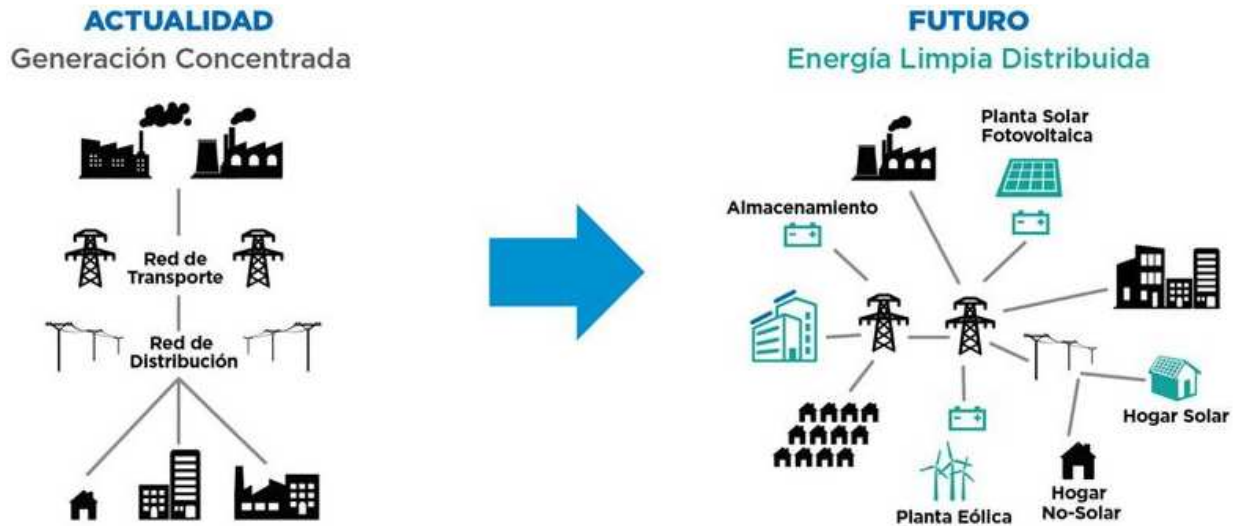 ACTUALIDAD
Generación Concentrada
Red de
Transporte
Red de
Distribución
FUTURO
Energía Limpia Distribuida
Planta Solar
Fotovoltaica
Almacenamiento
Hogar Solar
Hogar
No-Solar
Planta Eólica